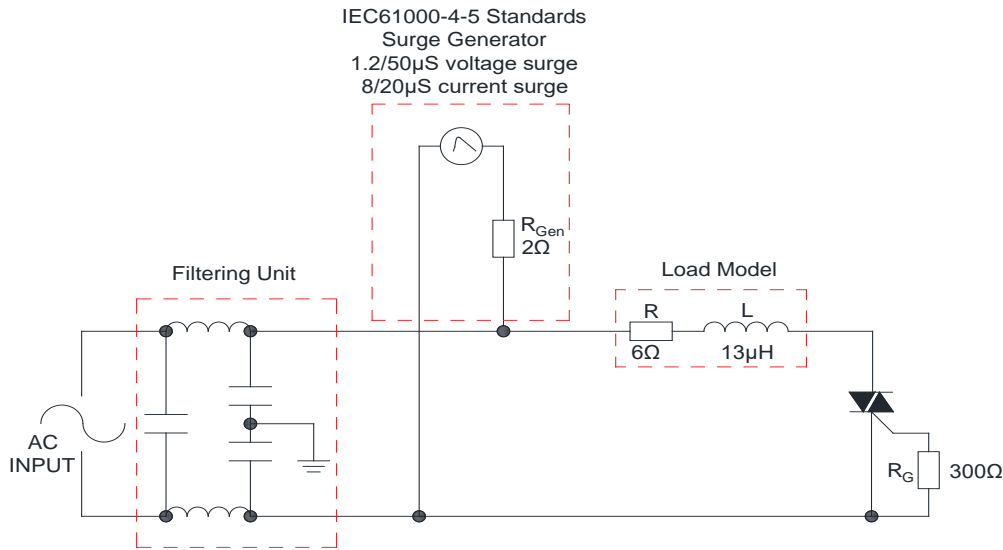 IEC61000-4-5 Standards
Surge Generator
1.2/50µS voltage surge
8/20µS current surge
RGen
2Ω
Filtering Unit
Load Model
R
L
6Ω
13µH
AC
INPUT
RG
300Ω